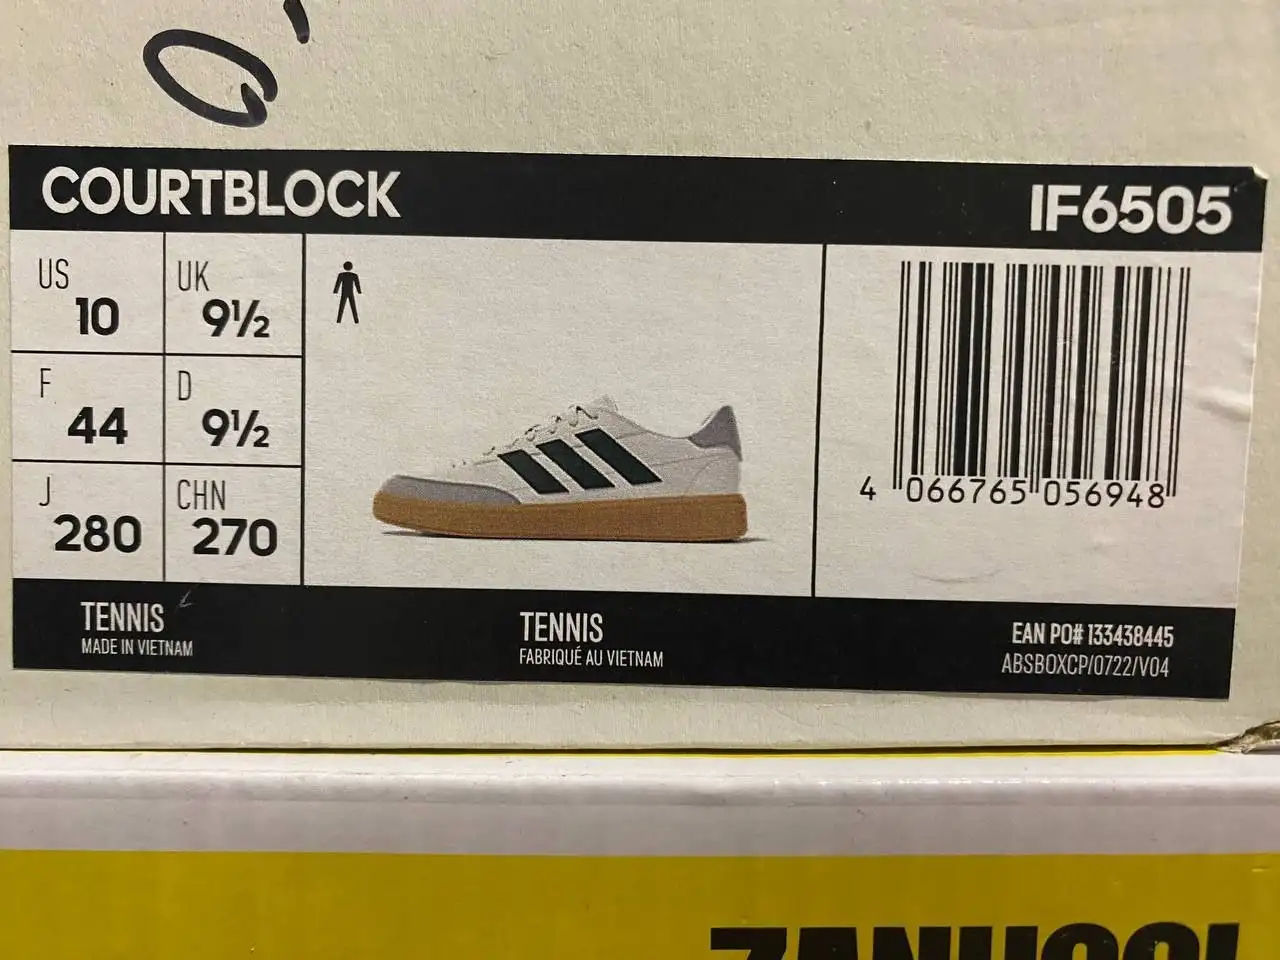 COURTBLOCK IF6505
US UK
10 9½
F D
44 9½
J CHN
280 270
4 066765 056948
TENNIS
MADE IN VIETNAM
TENNIS
FABRIQUÉ AU VIETNAM
EAN PO# 133438445
ABSBOXCP/0722/V04
ZANUCCI